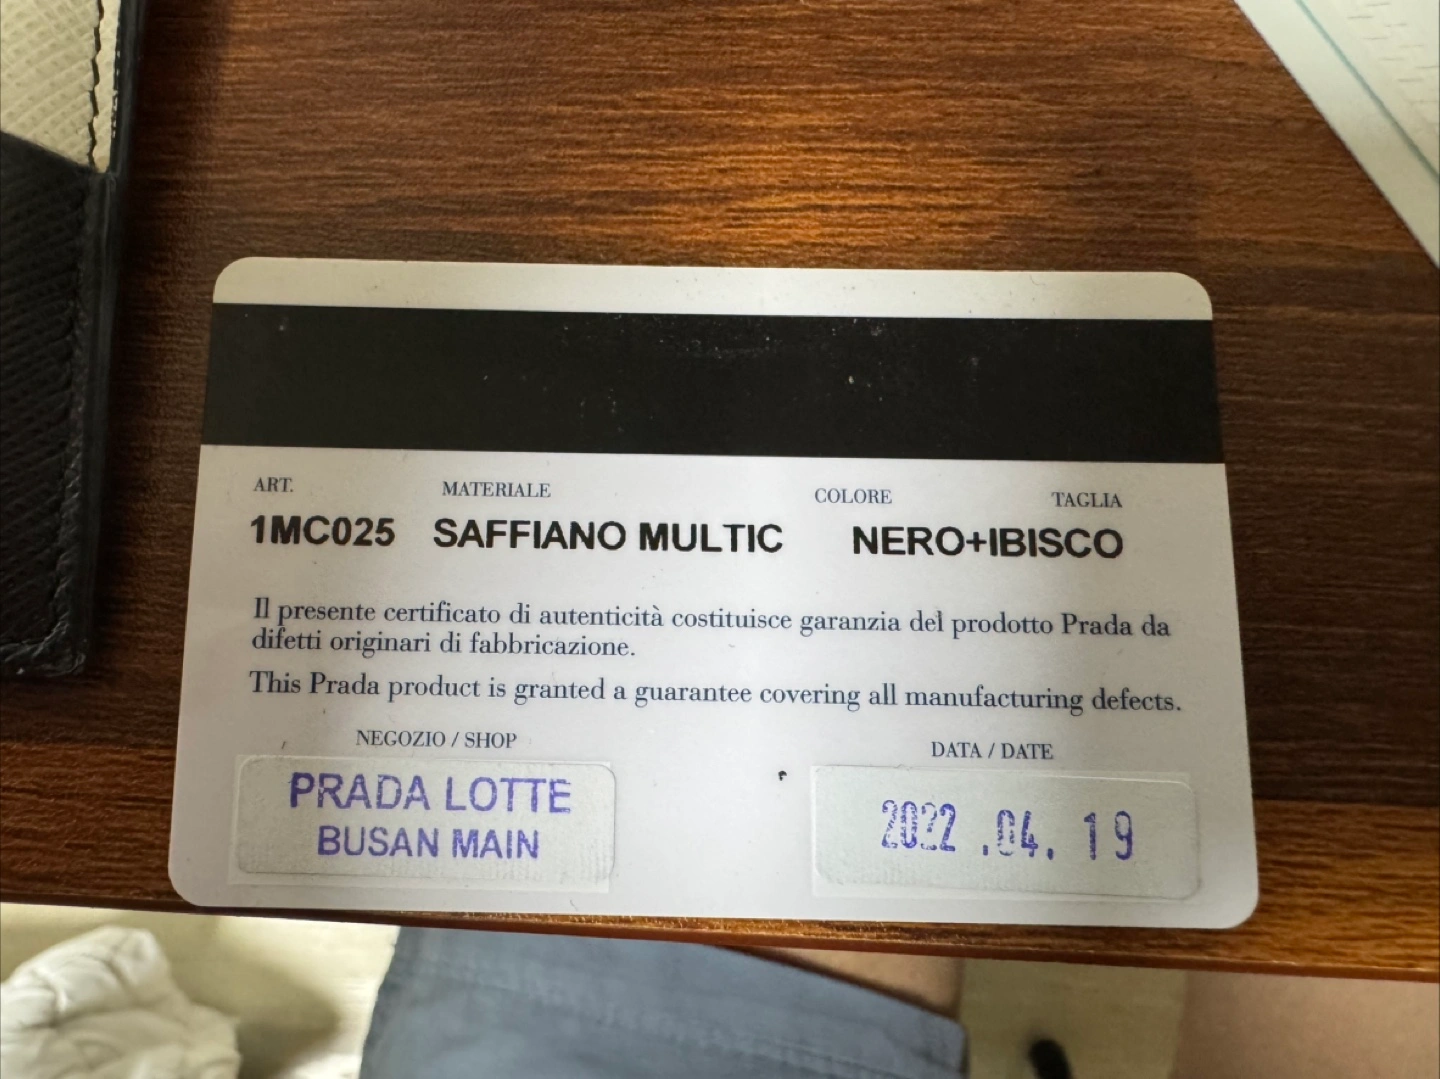 ART. MATERIALE COLORE TAGLIA
1MC025 SAFFIANO MULTIC NERO+IBISCO
Il presente certificato di autenticità costituisce garanzia del prodotto Prada da
difetti originari di fabbricazione.
This Prada product is granted a guarantee covering all manufacturing defects.
NEGOZIO / SHOP DATA / DATE
PRADA LOTTE
BUSAN MAIN
2022 .04. 19